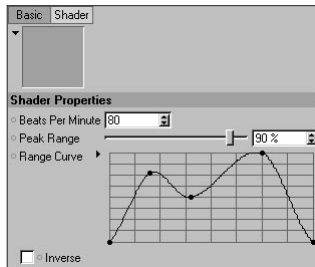 Basic Shader
Shader Properties
Beats Per Minute 80
Peak Range 90 %
Range Curve
Inverse